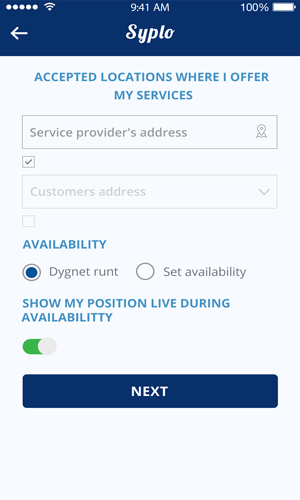 9:41 AM
100%
Syplo
ACCEPTED LOCATIONS WHERE I OFFER
MY SERVICES
Service provider's address
Customers address
AVAILABILITY
Dygnet runt
Set availability
SHOW MY POSITION LIVE DURING
AVAILABILITTY
NEXT